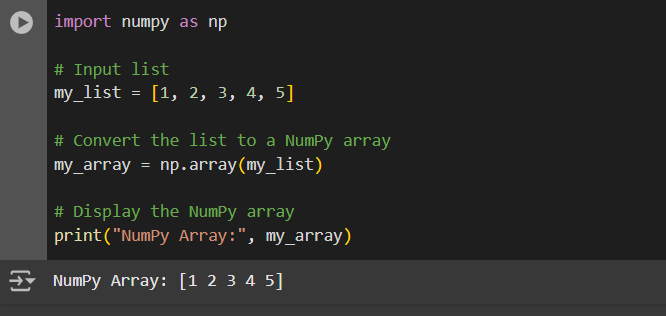 import numpy as np
# Input list
my_list = [1, 2, 3, 4, 5]
# Convert the list to a NumPy array
my_array = np.array(my_list)
# Display the NumPy array
print("NumPy Array:", my_array)
NumPy Array: [1 2 3 4 5]